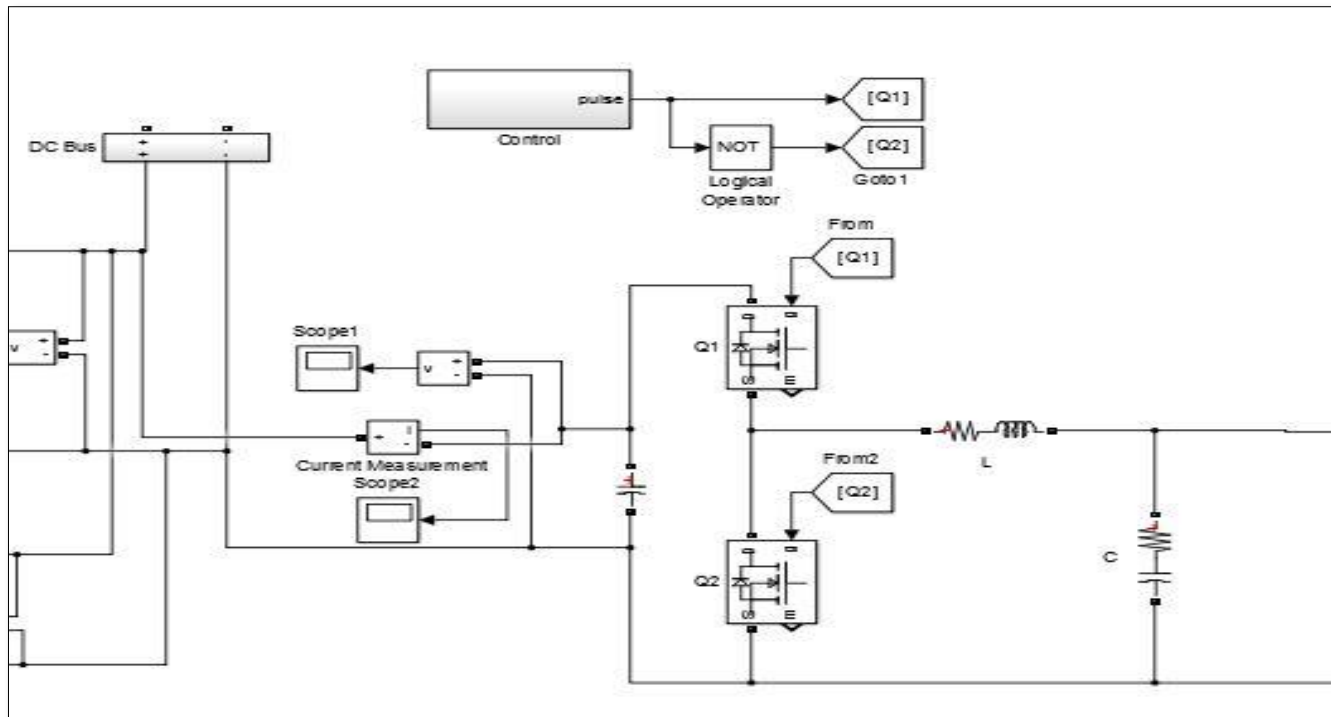 pulse
Control
[Q1]
NOT
Logical
Operator
[Q2]
Goto1
DC Bus
+
-
+
-
From
[Q1]
v
+
-
Scope1
v
+
-
Q1
D
g
S
m
+
i
-
Current Measurement
Scope2
L
From2
[Q2]
Q2
D
g
S
m
C